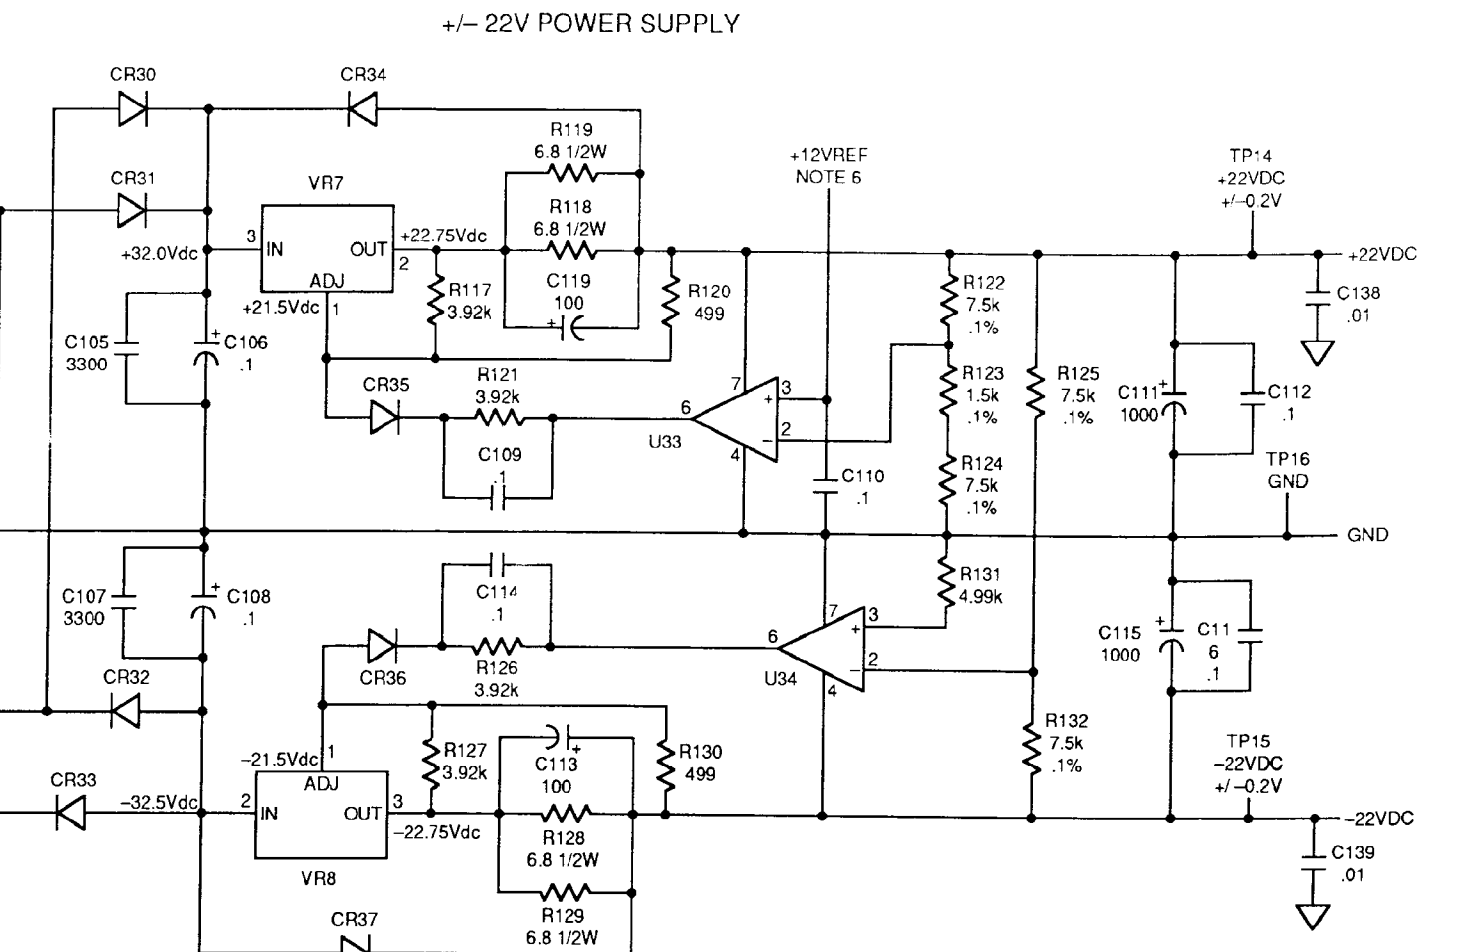 +/– 22V POWER SUPPLY
CR30
CR34
R119
6.8 1/2W
+12VREF
NOTE 6
TP14
+22VDC
+/–0.2V
CR31
VR7
R118
6.8 1/2W
3
IN
OUT
+22.75Vdc
2
+32.0Vdc
+22VDC
ADJ
+21.5Vdc
1
R117
3.92k
C119
100
+
R120
499
R122
7.5k
.1%
C138
.01
C105
3300
+
C106
.1
CR35
R121
3.92k
7
3
+
6
2
–
U33
4
R123
1.5k
.1%
R125
7.5k
.1%
C111
+
1000
C112
.1
C109
.1
C110
.1
R124
7.5k
.1%
TP16
GND
GND
C107
3300
+
C108
.1
C114
.1
R131
4.99k
7
3
+
6
2
–
U34
4
C115
+
1000
C11
6
.1
CR32
CR36
R126
3.92k
R132
7.5k
.1%
TP15
–22VDC
+/–0.2V
CR33
–21.5Vdc
1
ADJ
R127
3.92k
C113
+
100
R130
499
–32.5Vdc
2
IN
OUT
3
–22.75Vdc
–22VDC
R128
6.8 1/2W
VR8
C139
.01
R129
6.8 1/2W
CR37